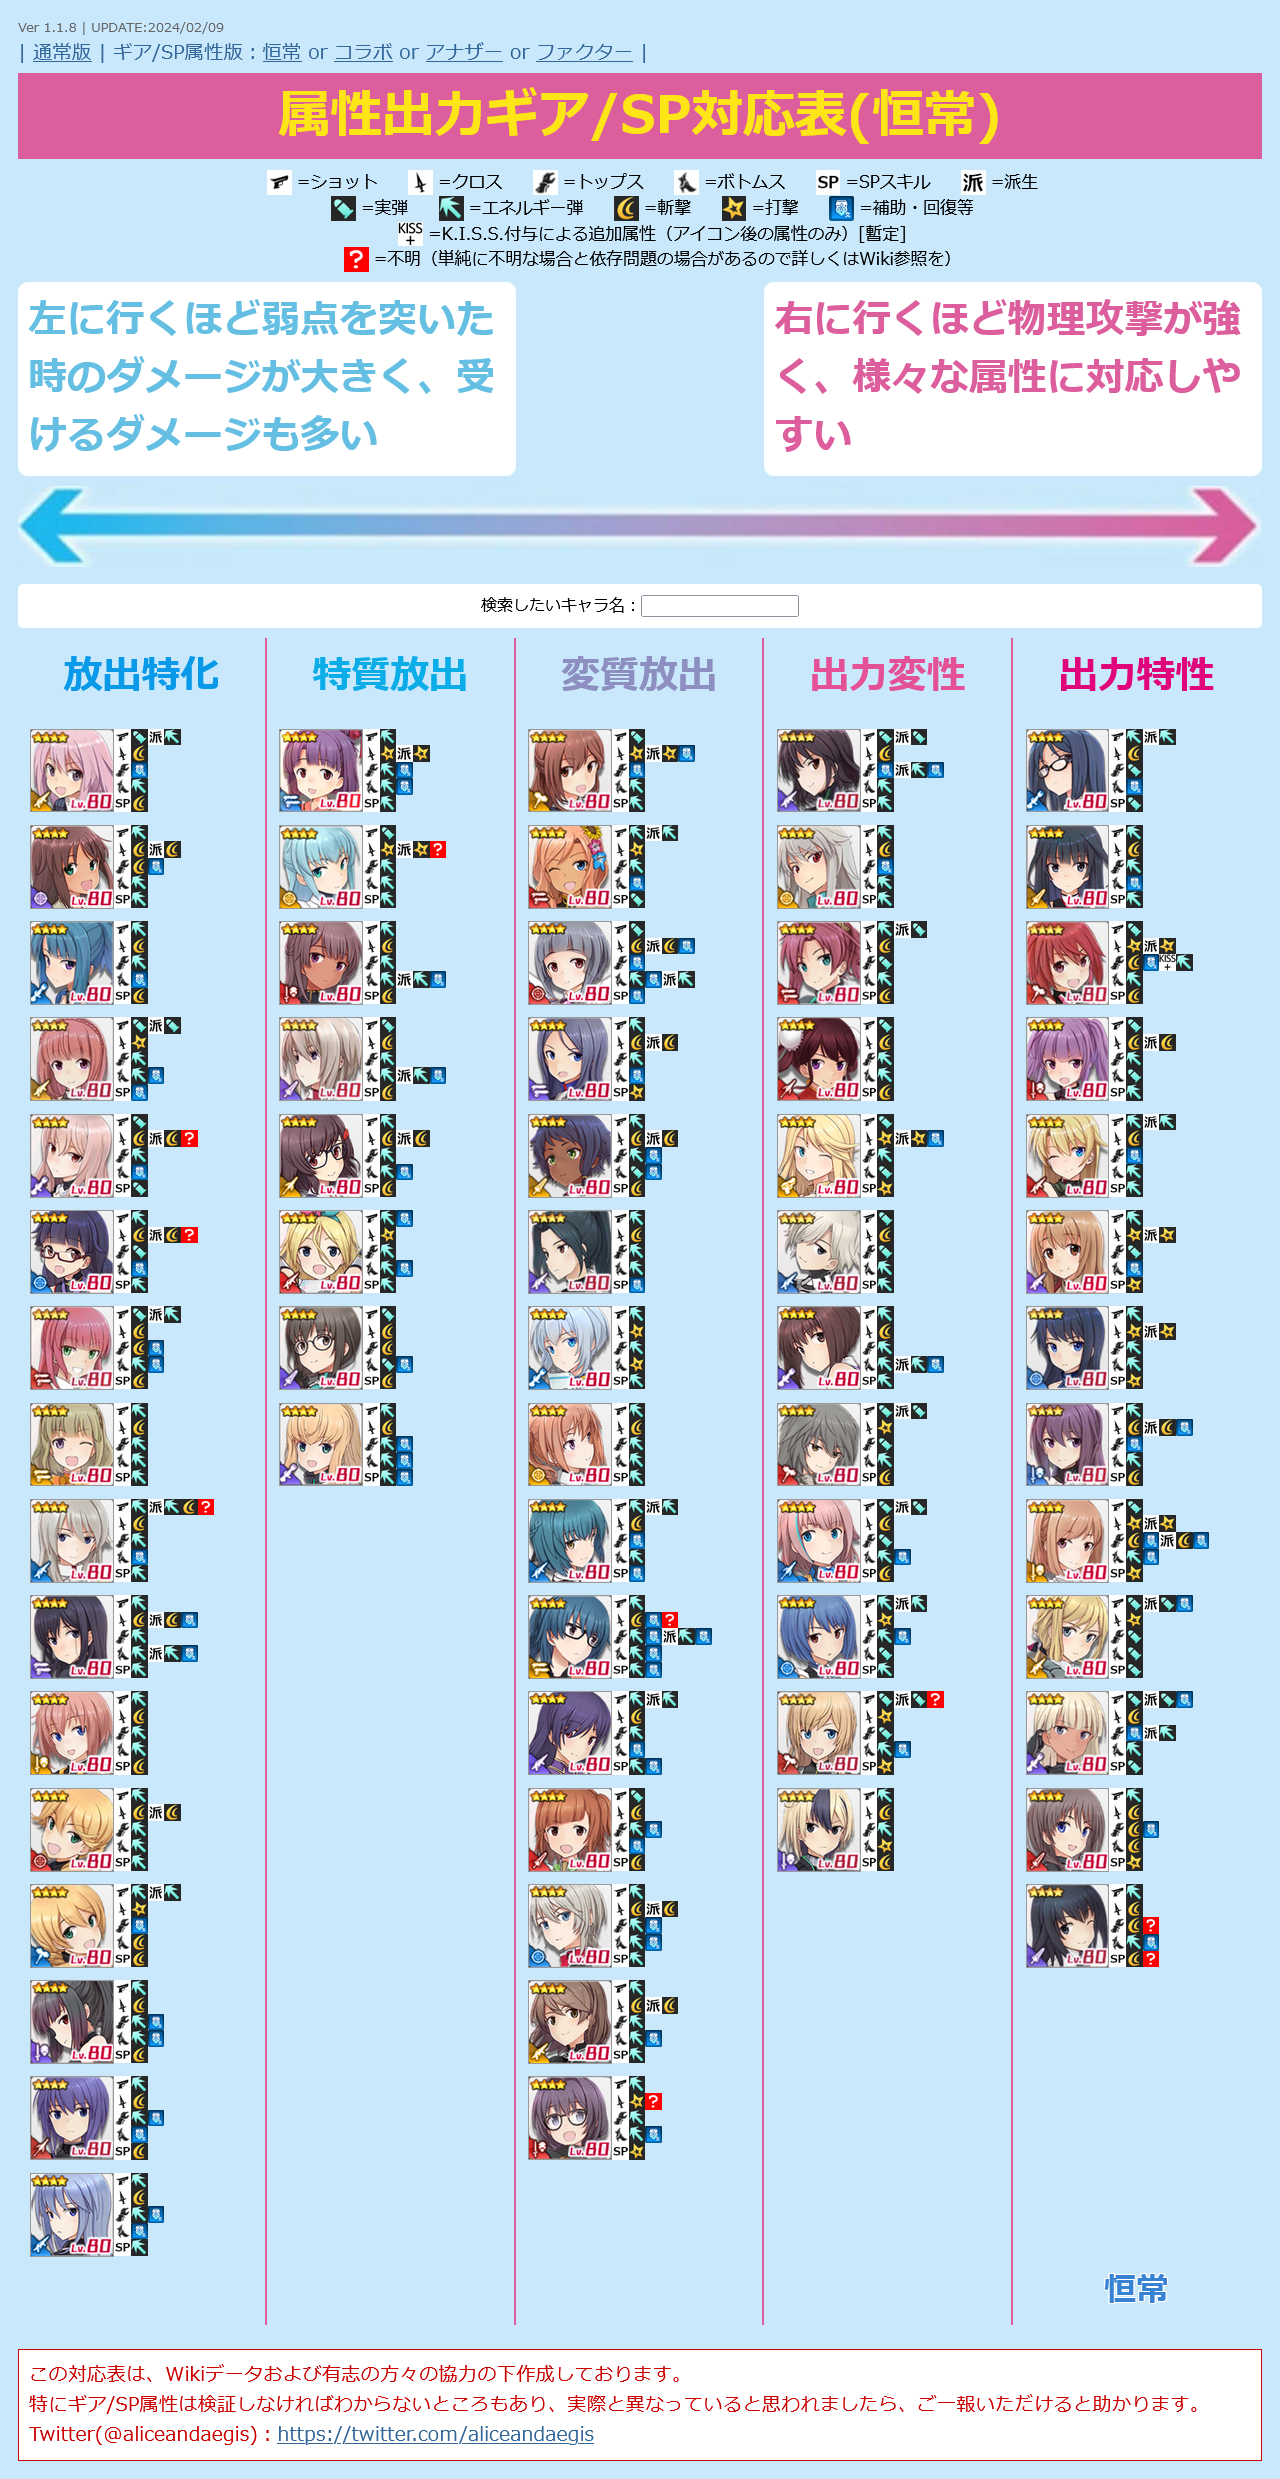 Ver 1.1.8 | UPDATE:2024/02/09
| 通常版 | ギア/SP属性版：恒常 or コラボ or アナザー or ファクター |
属性出力ギア/SP対応表(恒常)
=ショット =クロス =トップス =ボトムス SP =SPスキル 派 =派生
=実弾 =エネルギー弾 =斬撃 =打撃 =補助・回復等
KISS+ =K.I.S.S.付与による追加属性（アイコン後の属性のみ）[暫定]
? =不明（単純に不明な場合と依存問題の場合があるので詳しくはWiki参照を）
左に行くほど弱点を突いた
時のダメージが大きく、受
けるダメージも多い
右に行くほど物理攻撃が強
く、様々な属性に対応しや
すい
検索したいキャラ名：
放出特化 特質放出 変質放出 出力変性 出力特性
恒常
この対応表は、Wikiデータおよび有志の方々の協力の下作成しております。
特にギア/SP属性は検証しなければわからないところもあり、実際と異なっていると思われましたら、ご一報いただけると助かります。
Twitter(@aliceandaegis)：https://twitter.com/aliceandaegis